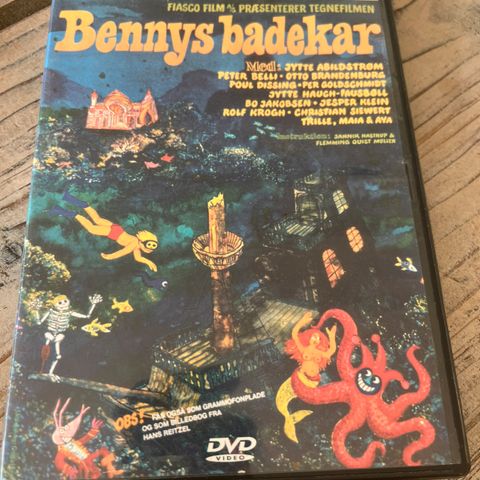 FIASCO FILM A/S PRÆSENTERER TEGNEFILMEN
Bennys badekar
Med: JYTTE ABILDSTRØM
PETER BELLI · OTTO BRANDENBURG
POUL DISSING · PER GOLDSCHMIDT
JYTTE HAUCH-FAUSBØLL
BO JAKOBSEN · JESPER KLEIN
ROLF KROGH · CHRISTIAN SIEWERT
TRILLE, MAIA & AYA
Instruktion: JANNIK HASTRUP &
FLEMMING QUIST MØLLER
OBS! FÅS OGSÅ SOM GRAMMOFONPLADE
OG SOM BILLEDBOG FRA
HANS REITZEL
DVD
VIDEO